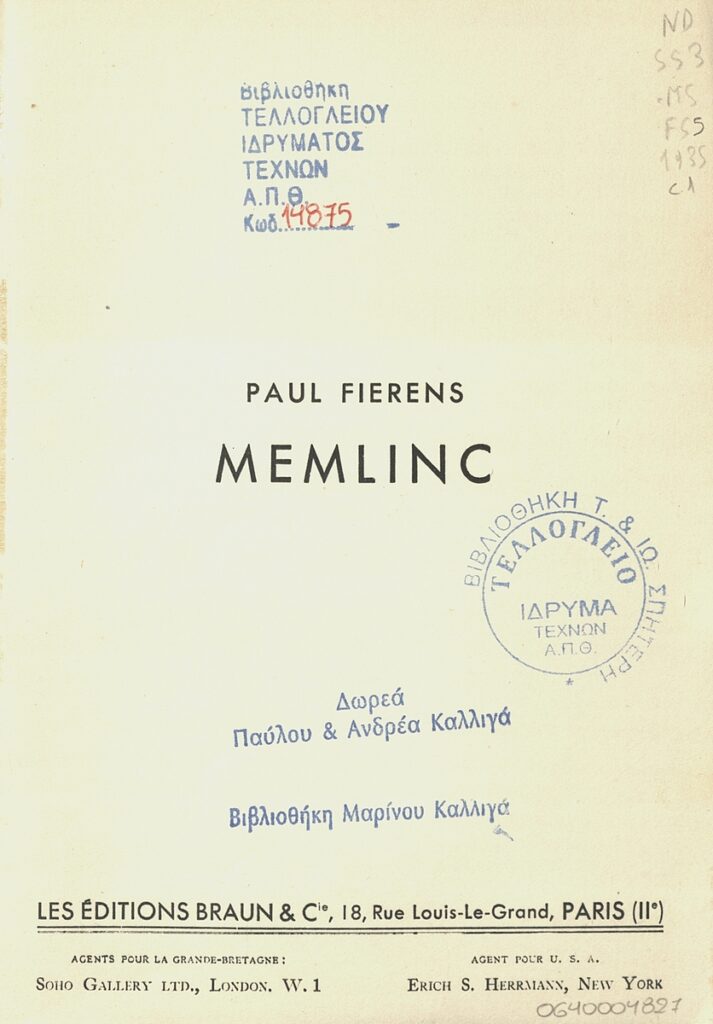 ND
553
.M5
F55
1935
c1
Βιβλιοθήκη
ΤΕΛΛΟΓΛΕΙΟΥ
ΙΔΡΥΜΑΤΟΣ
ΤΕΧΝΩΝ
Α.Π.Θ.
Κωδ. 14875
PAUL FIERENS
MEMLINC
ΒΙΒΛΙΟΘΗΚΗ Τ. & ΙΩ. ΣΠΗΤΕΡΗ *
ΤΕΛΛΟΓΛΕΙΟ
ΙΔΡΥΜΑ
ΤΕΧΝΩΝ
Α.Π.Θ.
Δωρεά
Παύλου & Ανδρέα Καλλιγά
Βιβλιοθήκη Μαρίνου Καλλιγά
LES ÉDITIONS BRAUN & Cie, 18, Rue Louis-Le-Grand, PARIS (IIe)
AGENTS POUR LA GRANDE-BRETAGNE :
SOHO GALLERY LTD., LONDON. W. 1
AGENT POUR U. S. A.
ERICH S. HERRMANN, NEW YORK
0640004827